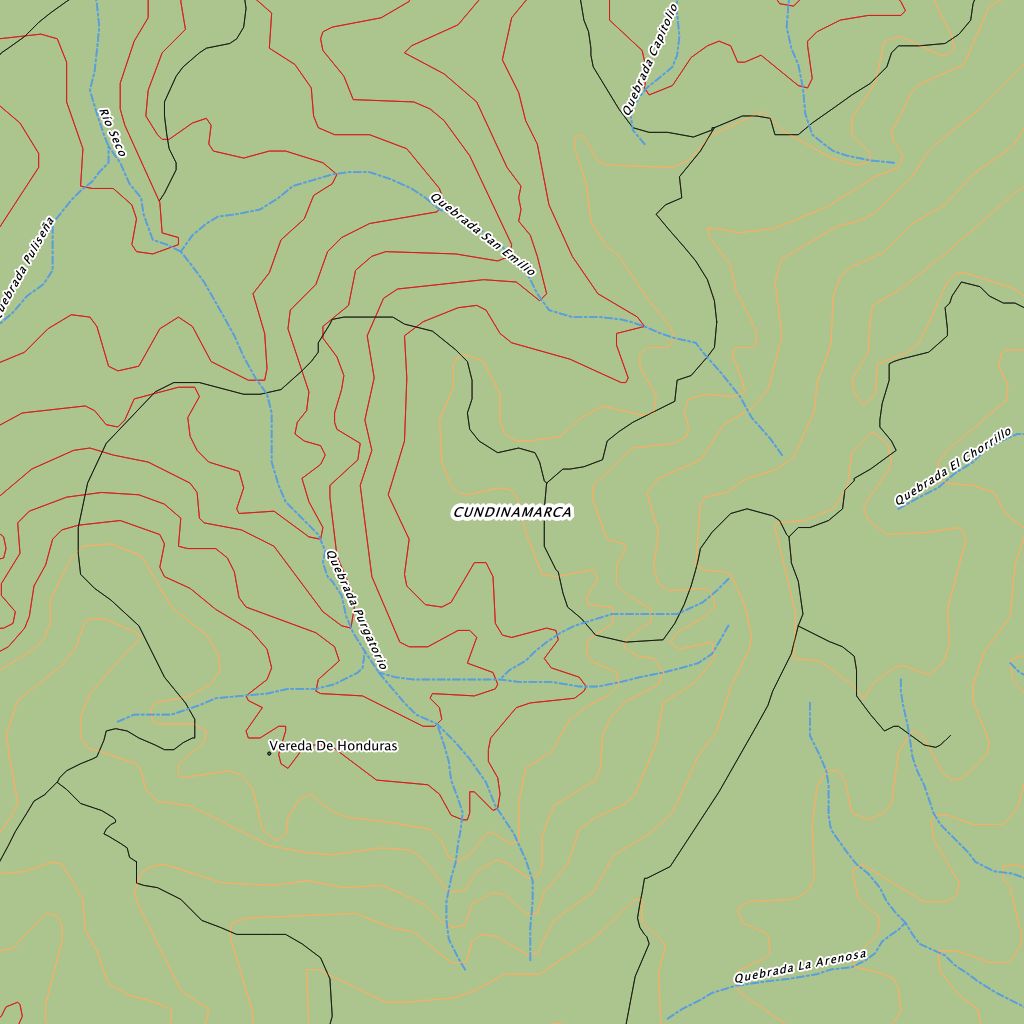 Quebrada Capitolio
Río Seco
Quebrada San Emilio
Quebrada Puliseña
Quebrada El Chorrillo
CUNDINAMARCA
Quebrada Purgatorio
Vereda De Honduras
Quebrada La Arenosa